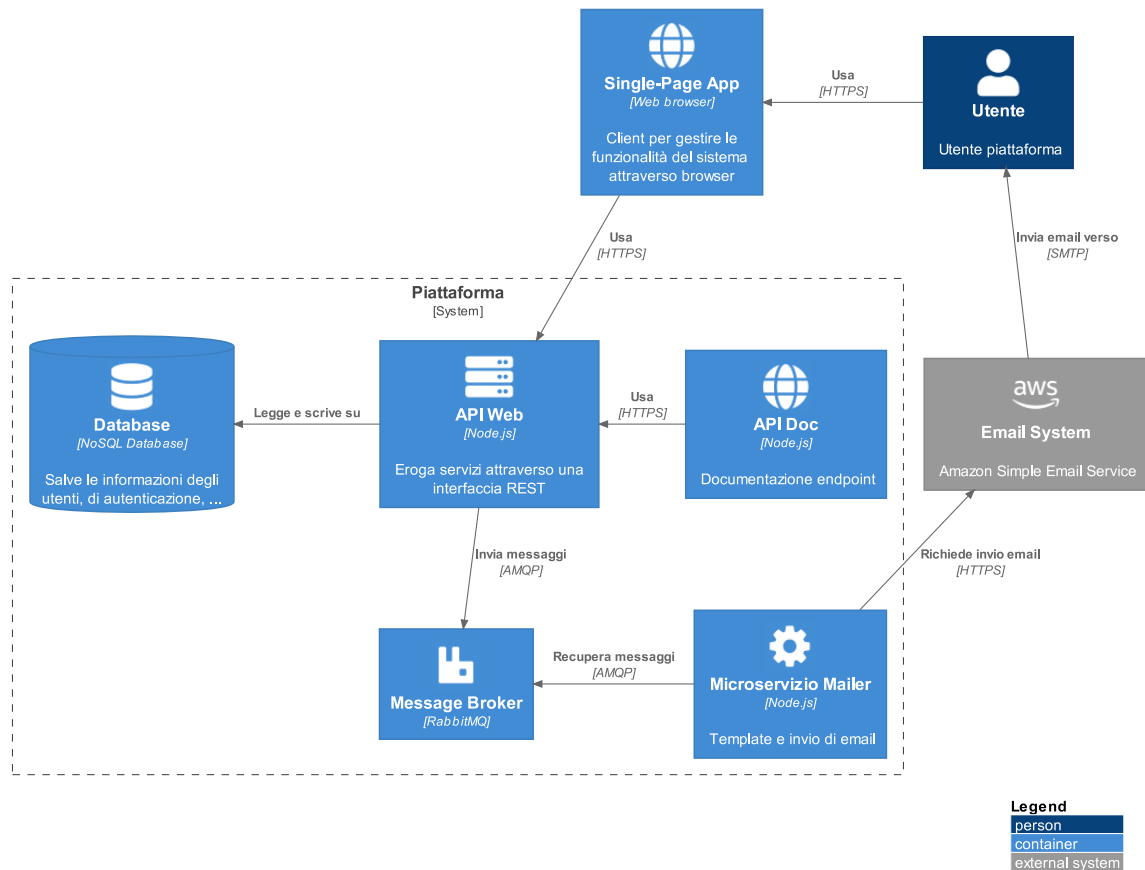 Single-Page App
[Web browser]
Client per gestire le
funzionalità del sistema
attraverso browser
Usa
[HTTPS]
Utente
Utente piattaforma
Usa
[HTTPS]
Invia email verso
[SMTP]
Piattaforma
[System]
Database
[NoSQL Database]
Salve le informazioni degli
utenti, di autenticazione, ...
Legge e scrive su
API Web
[Node.js]
Eroga servizi attraverso una
interfaccia REST
Usa
[HTTPS]
API Doc
[Node.js]
Documentazione endpoint
aws
Email System
Amazon Simple Email Service
Invia messaggi
[AMQP]
Richiede invio email
[HTTPS]
Message Broker
[RabbitMQ]
Recupera messaggi
[AMQP]
Microservizio Mailer
[Node.js]
Template e invio di email
Legend
person
container
external system